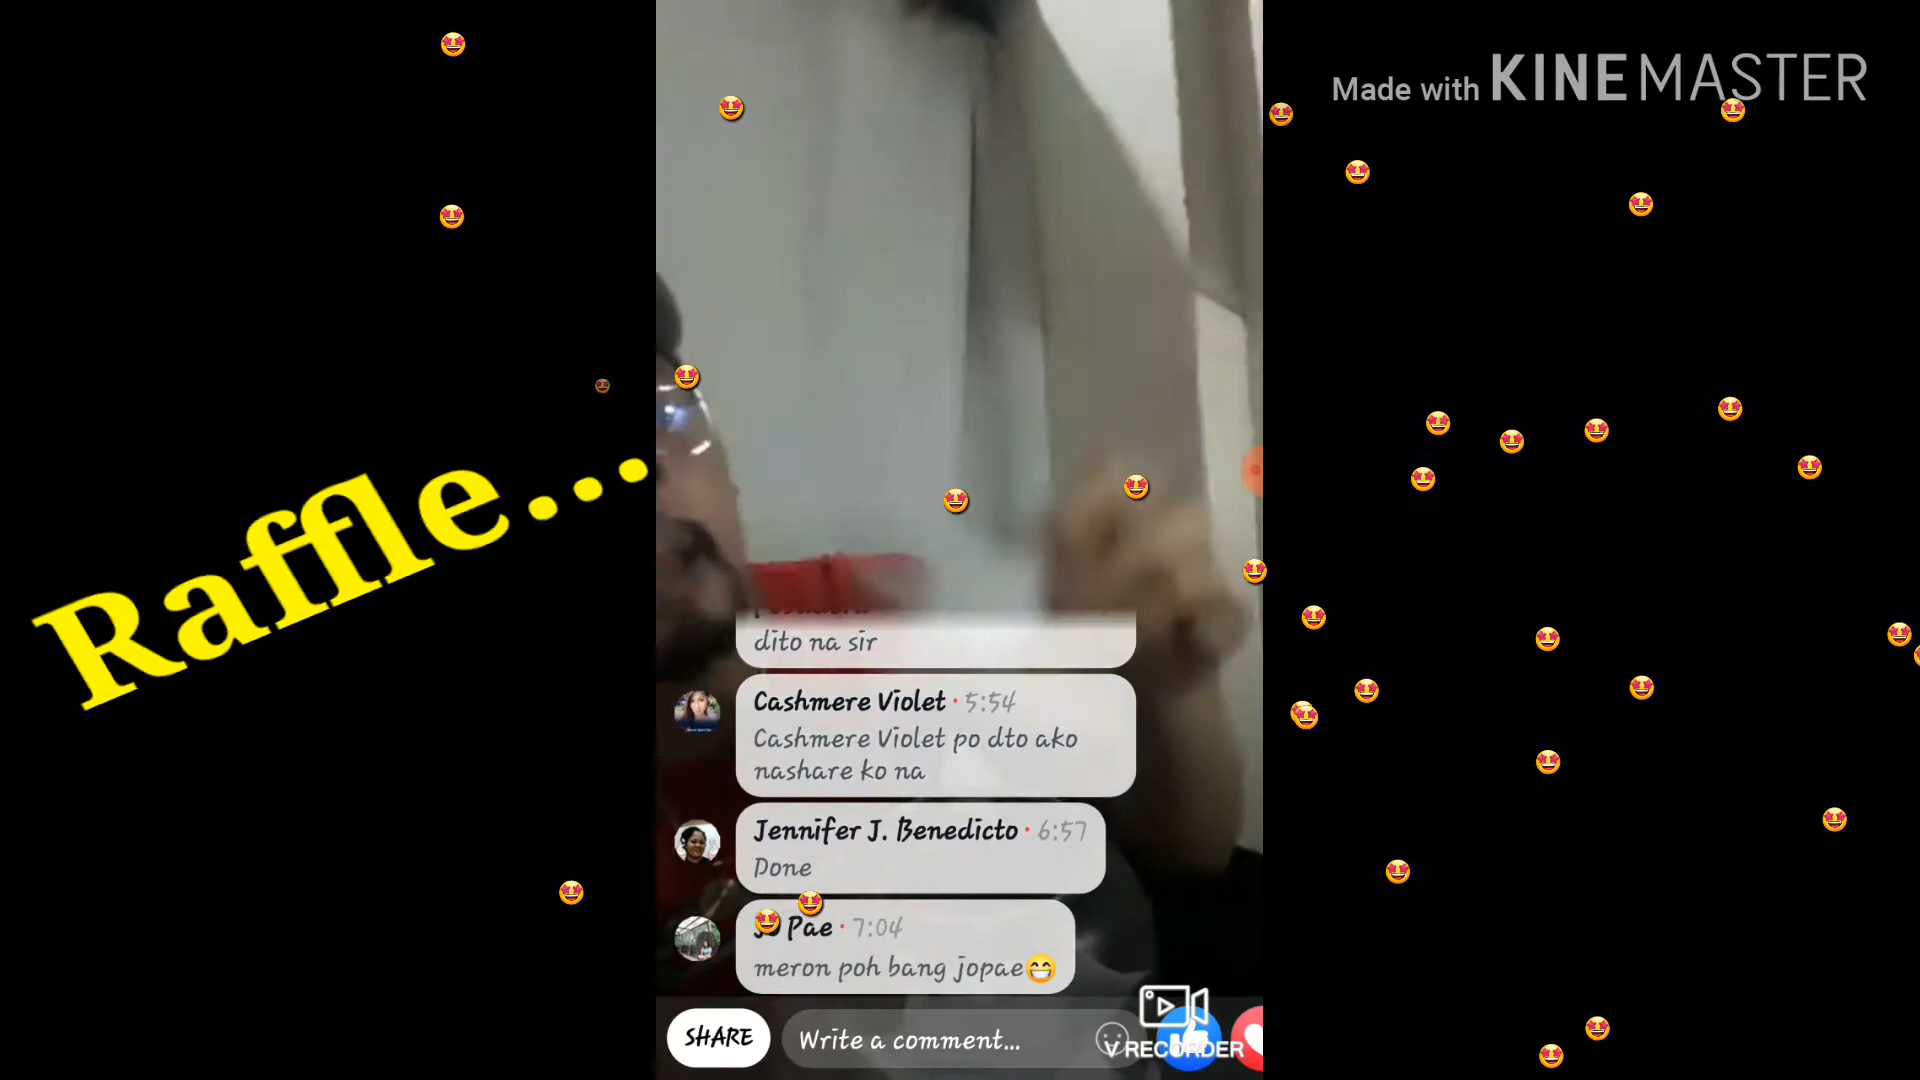 Made with KINEMASTER
Raffle...
dito na sir
Cashmere Violet · 5:54
Cashmere Violet po dto ako
nashare ko na
Jennifer J. Benedicto · 6:57
Done
Pae · 7:04
meron poh bang jopae😁
SHARE
Write a comment...
V RECORDER